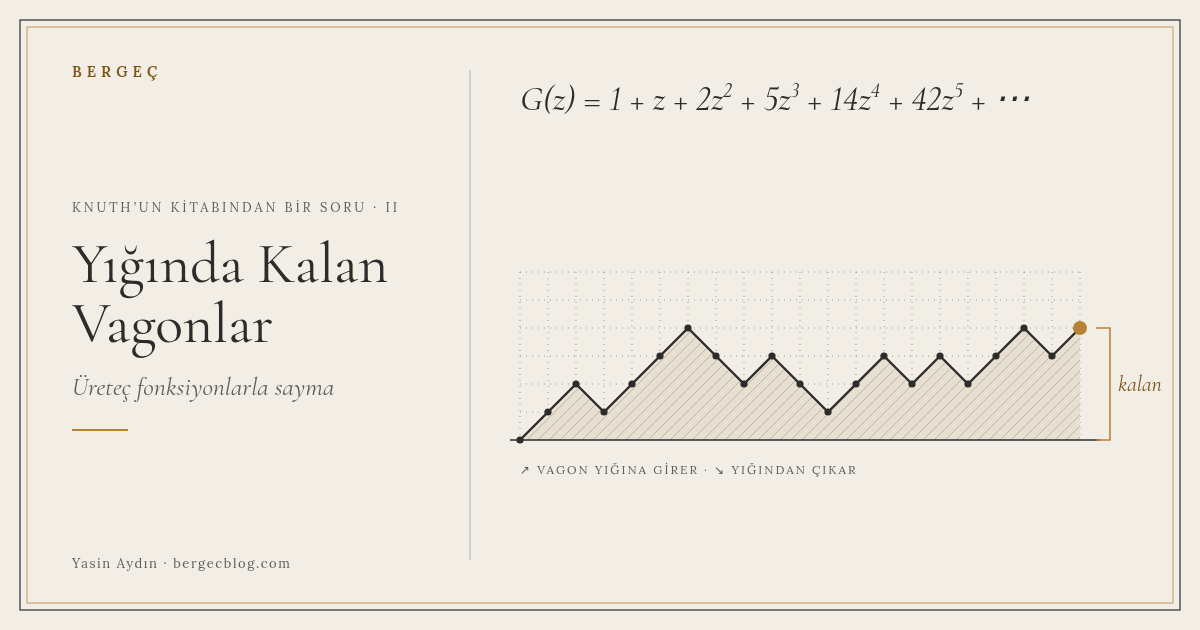 BERGEÇ
KNUTH’UN KİTABINDAN BİR SORU · II
Yığında Kalan
Vagonlar
Üreteç fonksiyonlarla sayma
Yasin Aydın · bergecblog.com
G(z) = 1 + z + 2z² + 5z³ + 14z⁴ + 42z⁵ + ⋯
kalan
↗ VAGON YIĞINA GİRER · ↘ YIĞINDAN ÇIKAR